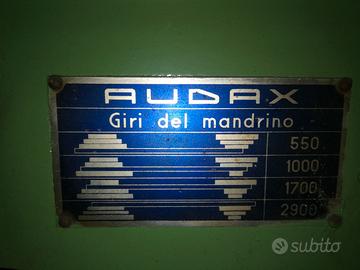 AUDAX
Giri del mandrino
550
1000
1700
2900
subito